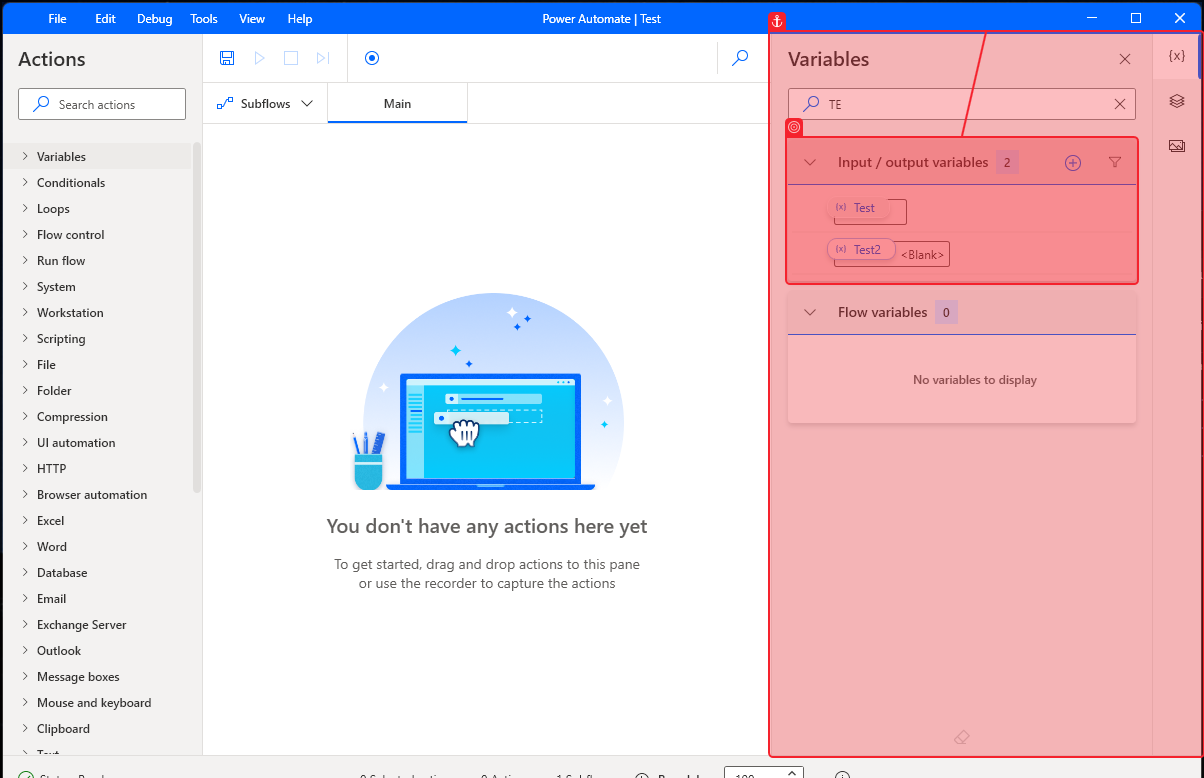 File Edit Debug Tools View Help Power Automate | Test
Actions
Search actions
Variables
Conditionals
Loops
Flow control
Run flow
System
Workstation
Scripting
File
Folder
Compression
UI automation
HTTP
Browser automation
Excel
Word
Database
Email
Exchange Server
Outlook
Message boxes
Mouse and keyboard
Clipboard
Subflows Main
You don't have any actions here yet
To get started, drag and drop actions to this pane
or use the recorder to capture the actions
Variables
TE
Input / output variables 2
{x} Test
{x} Test2 <Blank>
Flow variables 0
No variables to display
{x}